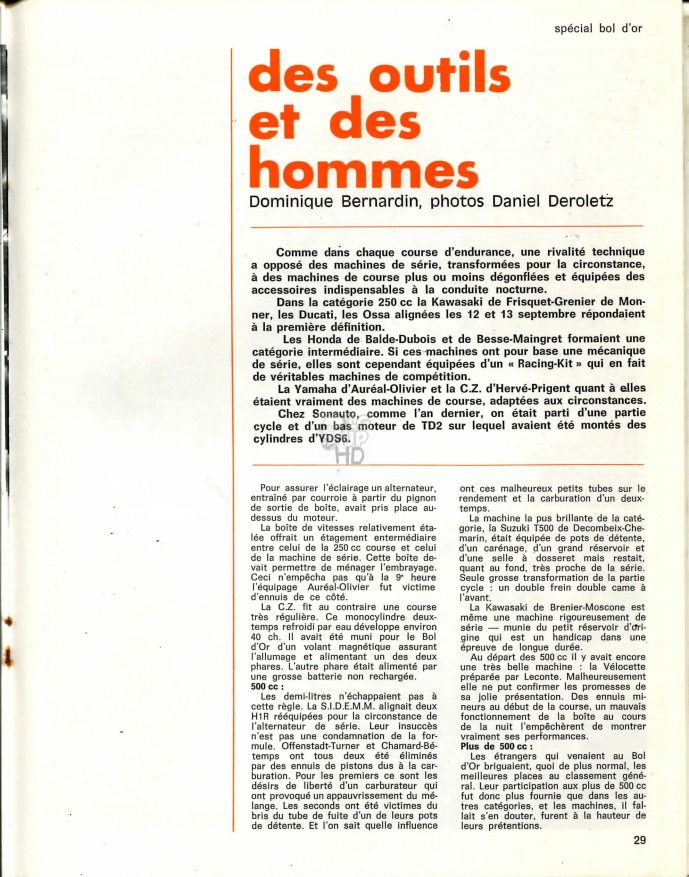 spécial bol d'or
des outils
et des
hommes
Dominique Bernardin, photos Daniel Deroletz
Comme dans chaque course d'endurance, une rivalité technique
a opposé des machines de série, transformées pour la circonstance,
à des machines de course plus ou moins dégonflées et équipées des
accessoires indispensables à la conduite nocturne.
Dans la catégorie 250 cc la Kawasaki de Frisquet-Grenier de Mon-
ner, les Ducati, les Ossa alignées les 12 et 13 septembre répondaient
à la première définition.
Les Honda de Balde-Dubois et de Besse-Maingret formaient une
catégorie intermédiaire. Si ces machines ont pour base une mécanique
de série, elles sont cependant équipées d'un « Racing-Kit » qui en fait
de véritables machines de compétition.
La Yamaha d'Auréal-Olivier et la C.Z. d'Hervé-Prigent quant à elles
étaient vraiment des machines de course, adaptées aux circonstances.
Chez Sonauto, comme l'an dernier, on était parti d'une partie
cycle et d'un bas moteur de TD2 sur lequel avaient été montés des
cylindres d'YDS6.
HD
Pour assurer l'éclairage un alternateur,
entraîné par courroie à partir du pignon
de sortie de boîte, avait pris place au-
dessus du moteur.
La boîte de vitesses relativement éta-
lée offrait un étagement entermédiaire
entre celui de la 250 cc course et celui
de la machine de série. Cette boîte de-
vait permettre de ménager l'embrayage.
Ceci n'empêcha pas qu'à la 9e heure
l'équipage Auréal-Olivier fut victime
d'ennuis de ce côté.
La C.Z. fit au contraire une course
très régulière. Ce monocylindre deux-
temps refroidi par eau développe environ
40 ch. Il avait été muni pour le Bol
d'Or d'un volant magnétique assurant
l'allumage et alimentant un des deux
phares. L'autre phare était alimenté par
une grosse batterie non rechargée.
500 cc :
Les demi-litres n'échappaient pas à
cette règle. La S.I.D.E.M.M. alignait deux
H1R rééquipées pour la circonstance de
l'alternateur de série. Leur insuccès
n'est pas une condamnation de la for-
mule. Offenstadt-Turner et Chamard-Bé-
temps ont tous deux été éliminés
par des ennuis de pistons dus à la car-
buration. Pour les premiers ce sont les
désirs de liberté d'un carburateur qui
ont provoqué un appauvrissement du mé-
lange. Les seconds ont été victimes du
bris du tube de fuite d'un de leurs pots
de détente. Et l'on sait quelle influence
ont ces malheureux petits tubes sur le
rendement et la carburation d'un deux-
temps.
La machine la pus brillante de la caté-
gorie, la Suzuki T500 de Decombeix-Che-
marin, était équipée de pots de détente,
d'un carénage, d'un grand réservoir et
d'une selle à dosseret mais restait,
quant au fond, très proche de la série.
Seule grosse transformation de la partie
cycle : un double frein double came à
l'avant.
La Kawasaki de Brenier-Moscone est
même une machine rigoureusement de
série — munie du petit réservoir d'ori-
gine qui est un handicap dans une
épreuve de longue durée.
Au départ des 500 cc il y avait encore
une très belle machine : la Vélocette
préparée par Leconte. Malheureusement
elle ne put confirmer les promesses de
sa jolie présentation. Des ennuis mi-
neurs au début de la course, un mauvais
fonctionnement de la boîte au cours
de la nuit l'empêchèrent de montrer
vraiment ses performances.
Plus de 500 cc :
Les étrangers qui venaient au Bol
d'Or briguaient, quoi de plus normal, les
meilleures places au classement géné-
ral. Leur participation aux plus de 500 cc
fut donc plus fournie que dans les au-
tres catégories, et les machines, il fal-
lait s'en douter, furent à la hauteur de
leurs prétentions.
29